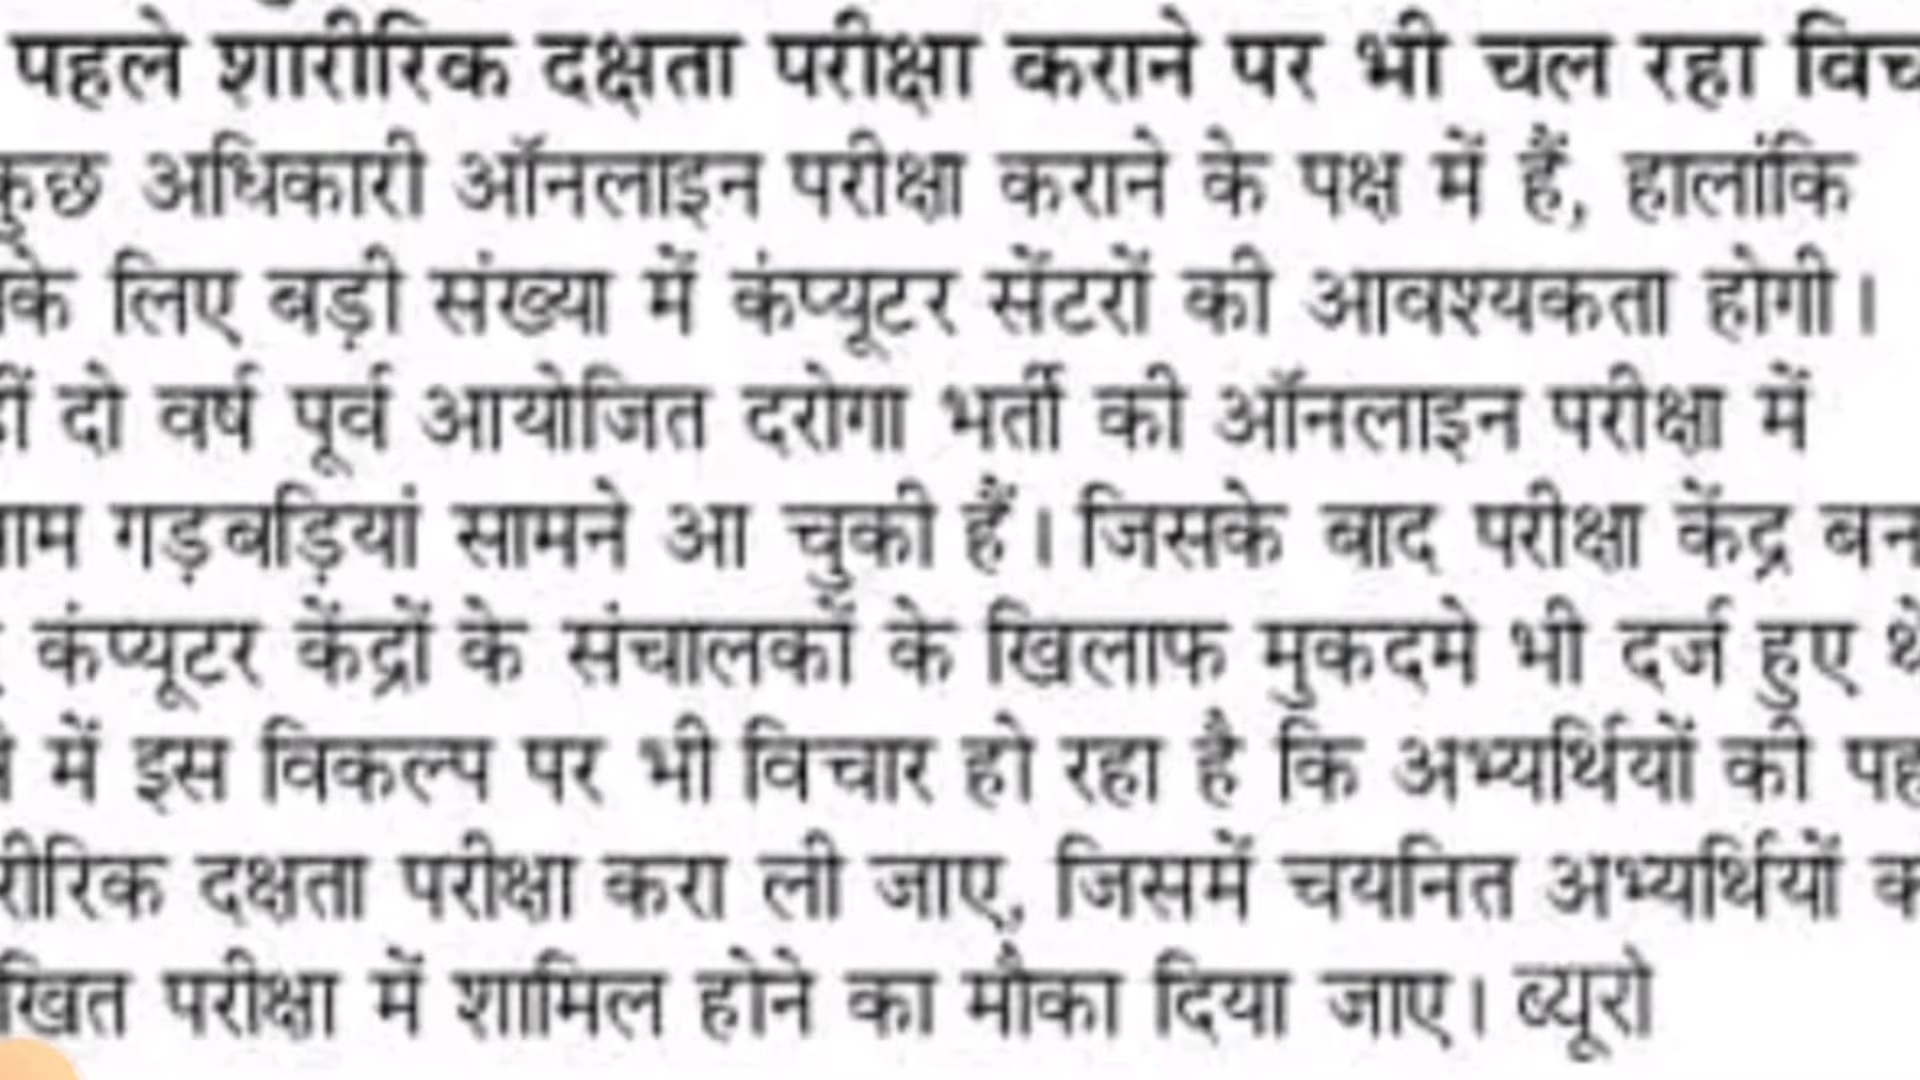 पहले शारीरिक दक्षता परीक्षा कराने पर भी चल रहा विच
कुछ अधिकारी ऑनलाइन परीक्षा कराने के पक्ष में हैं, हालांकि
के लिए बड़ी संख्या में कंप्यूटर सेंटरों की आवश्यकता होगी।
दो वर्ष पूर्व आयोजित दरोगा भर्ती की ऑनलाइन परीक्षा में
ाम गड़बड़ियां सामने आ चुकी हैं। जिसके बाद परीक्षा केंद्र बन
कंप्यूटर केंद्रों के संचालकों के खिलाफ मुकदमे भी दर्ज हुए थे
में इस विकल्प पर भी विचार हो रहा है कि अभ्यर्थियों की पह
रीरिक दक्षता परीक्षा करा ली जाए, जिसमें चयनित अभ्यर्थियों क
खित परीक्षा में शामिल होने का मौका दिया जाए। ब्यूरो